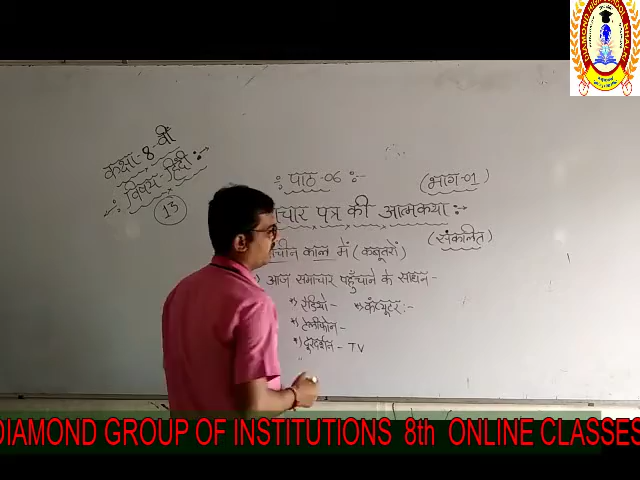 कक्षा-8-वीं
विषय-हिंदी :→
13
:पाठ-06 :-
(भाग-01)
चार पत्र की आत्मकथा :→
(संकलित)
चीन काल में (कबूतरों)
आज समाचार पहुँचाने के साधन -
रेडियो - कंप्यूटर :-
टेलीफोन -
दूरदर्शन - TV
DIAMOND GROUP OF INSTITUTIONS 8th ONLINE CLASSES